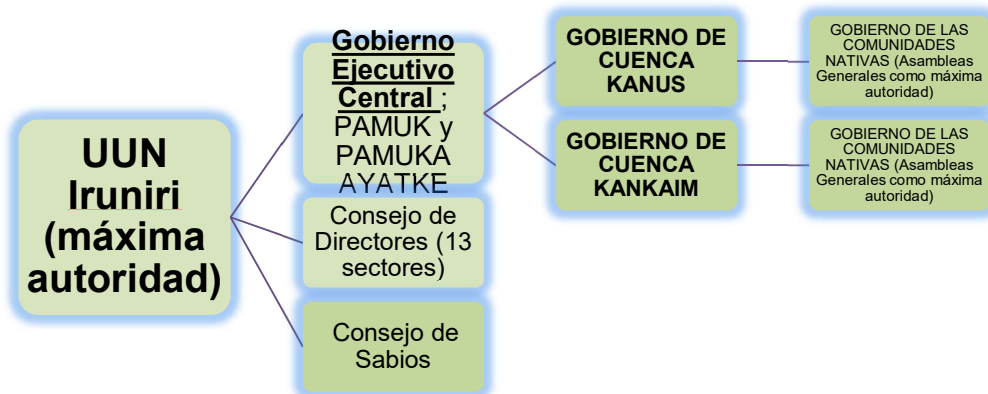 UUN
Iruniri
(máxima
autoridad)
Gobierno
Ejecutivo
Central ;
PAMUK y
PAMUKA
AYATKE
Consejo de
Directores (13
sectores)
Consejo de
Sabios
GOBIERNO DE
CUENCA
KANUS
GOBIERNO DE
CUENCA
KANKAIM
GOBIERNO DE LAS
COMUNIDADES
NATIVAS (Asambleas
Generales como máxima
autoridad)
GOBIERNO DE LAS
COMUNIDADES
NATIVAS (Asambleas
Generales como máxima
autoridad)